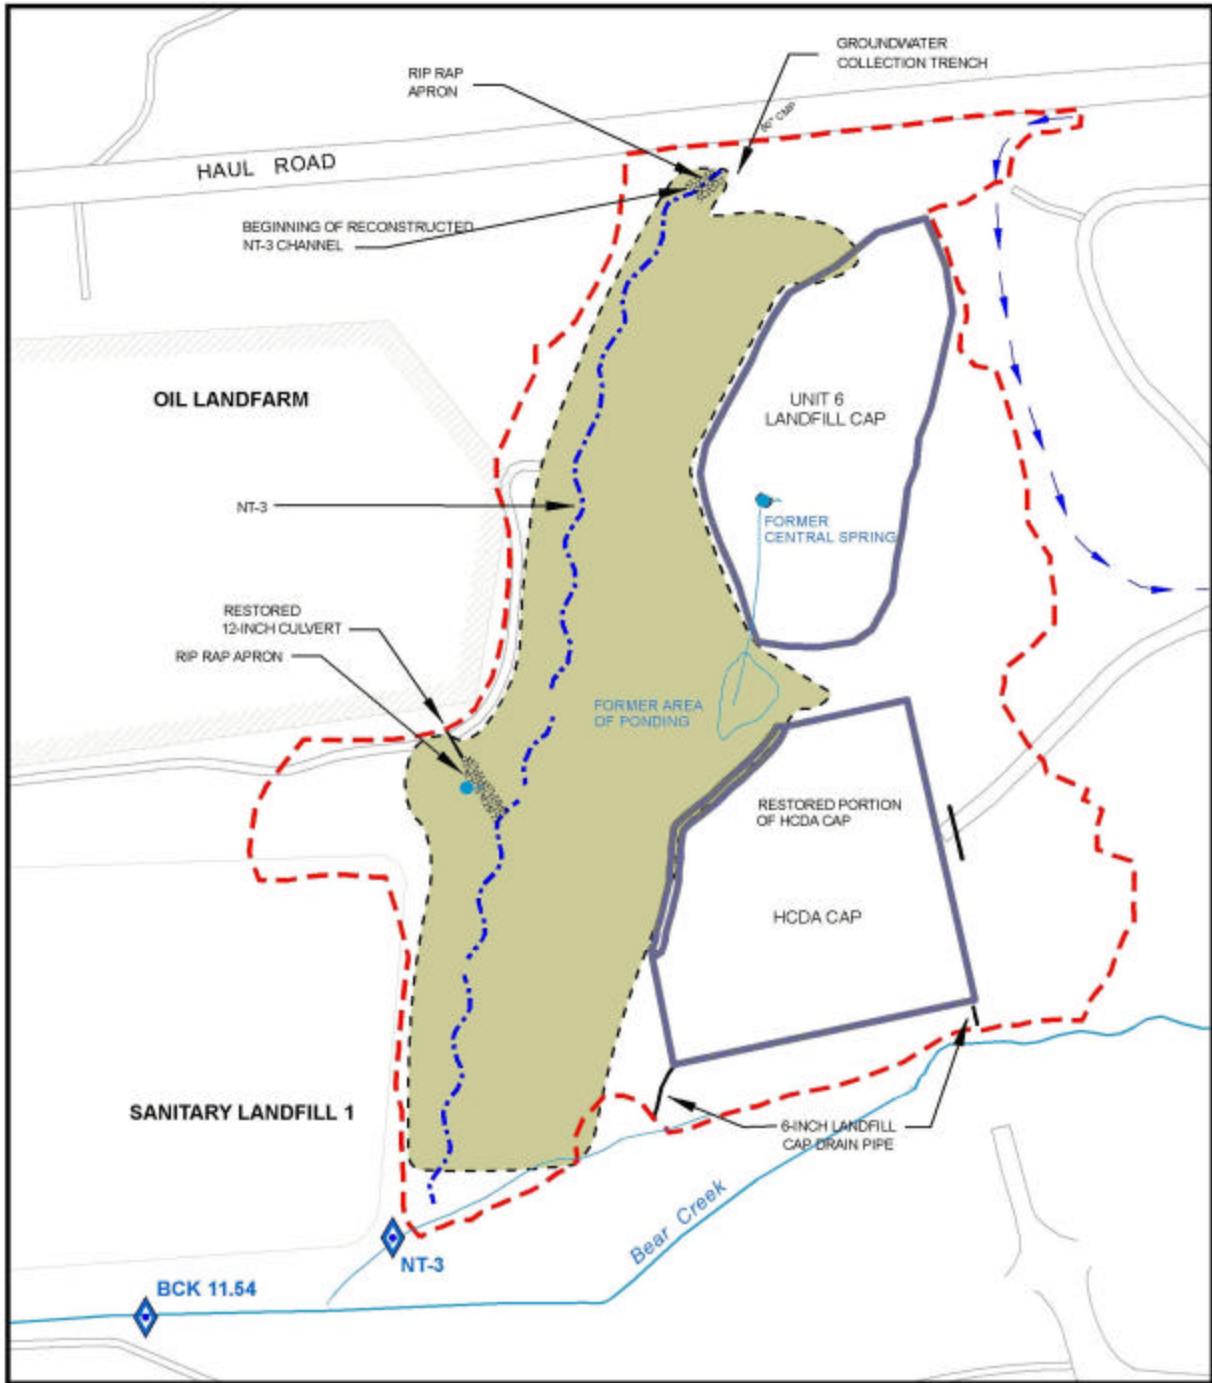 GROUNDWATER
COLLECTION TRENCH
RIP RAP
APRON
60" CMP
HAUL ROAD
BEGINNING OF RECONSTRUCTED
NT-3 CHANNEL
OIL LANDFARM
UNIT 6
LANDFILL CAP
NT-3
FORMER
CENTRAL SPRING
RESTORED
12-INCH CULVERT
RIP RAP APRON
FORMER AREA
OF PONDING
RESTORED PORTION
OF HCDA CAP
HCDA CAP
SANITARY LANDFILL 1
6-INCH LANDFILL
CAP DRAIN PIPE
Bear Creek
NT-3
BCK 11.54